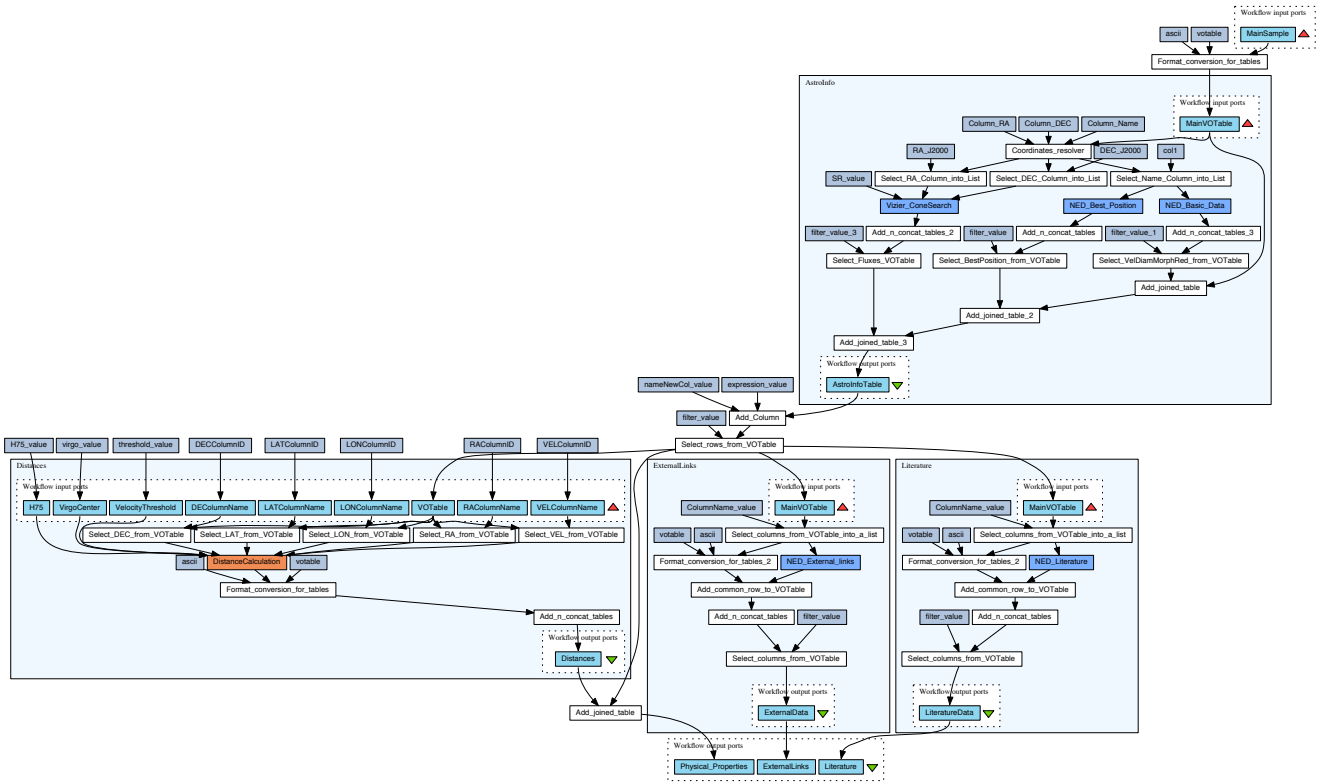 Workflow input ports
ascii
votable
MainSample
Format_conversion_for_tables
AstroInfo
Workflow input ports
Column_RA
Column_DEC
Column_Name
MainVOTable
RA_J2000
Coordinates_resolver
DEC_J2000
col1
SR_value
Select_RA_Column_into_List
Select_DEC_Column_into_List
Select_Name_Column_into_List
Vizier_ConeSearch
NED_Best_Position
NED_Basic_Data
filter_value_3
Add_n_concat_tables_2
filter_value
Add_n_concat_tables
filter_value_1
Add_n_concat_tables_3
Select_Fluxes_VOTable
Select_BestPosition_from_VOTable
Select_VelDiamMorphRed_from_VOTable
Add_joined_table
Add_joined_table_2
Add_joined_table_3
Workflow output ports
AstroInfoTable
nameNewCol_value
expression_value
filter_value
Add_Column
Select_rows_from_VOTable
H75_value
virgo_value
threshold_value
DECColumnID
LATColumnID
LONColumnID
RAColumnID
VELColumnID
Distances
Workflow input ports
H75
VirgoCenter
VelocityThreshold
DEColumnName
LATColumnName
LONColumnName
VOTable
RAColumnName
VELColumnName
Select_DEC_from_VOTable
Select_LAT_from_VOTable
Select_LON_from_VOTable
Select_RA_from_VOTable
Select_VEL_from_VOTable
ascii
DistanceCalculation
votable
Format_conversion_for_tables
Add_n_concat_tables
Workflow output ports
Distances
Add_joined_table
ExternalLinks
Workflow input ports
ColumnName_value
MainVOTable
votable
ascii
Select_columns_from_VOTable_into_a_list
Format_conversion_for_tables_2
NED_External_links
Add_common_row_to_VOTable
Add_n_concat_tables
filter_value
Select_columns_from_VOTable
Workflow output ports
ExternalData
Literature
Workflow input ports
ColumnName_value
MainVOTable
votable
ascii
Select_columns_from_VOTable_into_a_list
Format_conversion_for_tables_2
NED_Literature
Add_common_row_to_VOTable
filter_value
Add_n_concat_tables
Select_columns_from_VOTable
Workflow output ports
LiteratureData
Workflow output ports
Physical_Properties
ExternalLinks
Literature